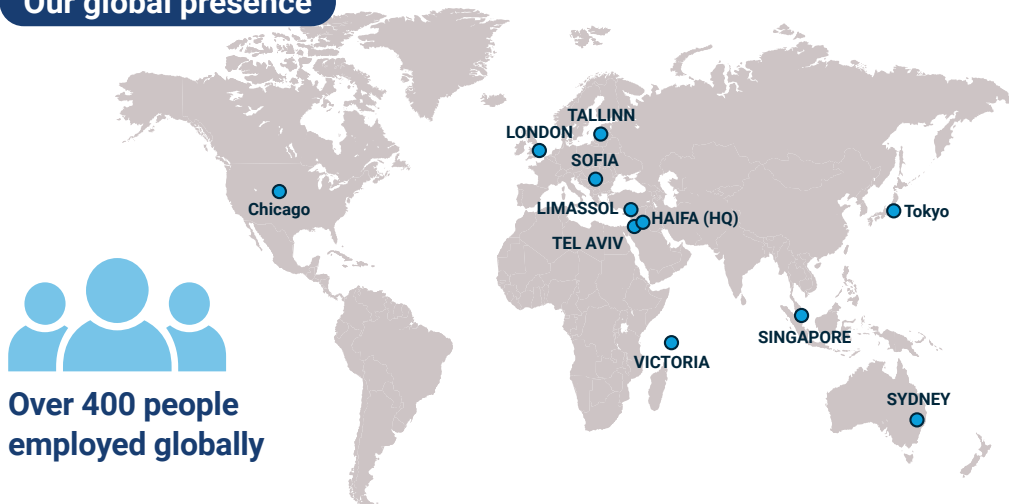 Our global presence
TALLINN
LONDON
SOFIA
Chicago
LIMASSOL
HAIFA (HQ)
Tokyo
TEL AVIV
SINGAPORE
VICTORIA
SYDNEY
Over 400 people
employed globally